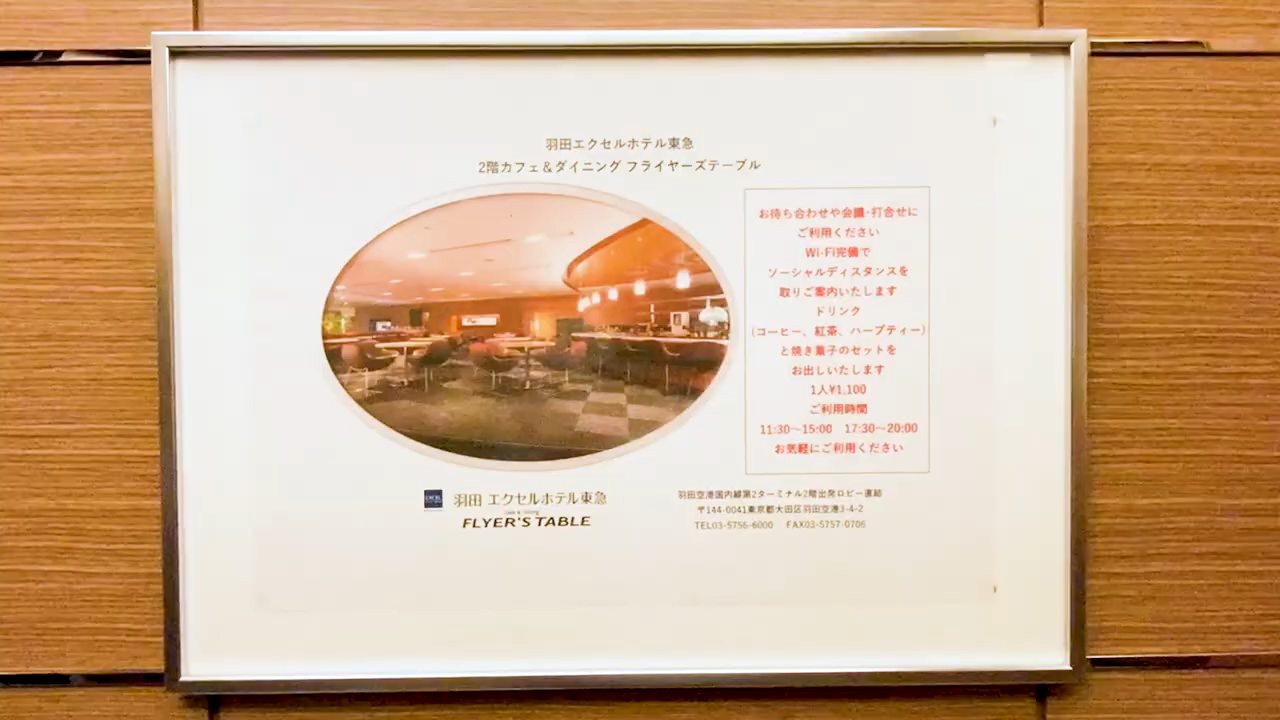 羽田エクセルホテル東急
2階カフェ＆ダイニング フライヤーズテーブル
お待ち合わせや会議･打合せに
ご利用ください
Wi-Fi完備で
ソーシャルディスタンスを
取りご案内いたします
ドリンク
(コーヒー、紅茶、ハーブティー)
と焼き菓子のセットを
お出しいたします
1人¥1,100
ご利用時間
11:30～15:00　17:30～20:00
お気軽にご利用ください
羽田 エクセルホテル東急
FLYER'S TABLE
羽田空港国内線第2ターミナル2階出発ロビー直結
〒144-0041東京都大田区羽田空港3-4-2
TEL03-5756-6000　FAX03-5757-0706